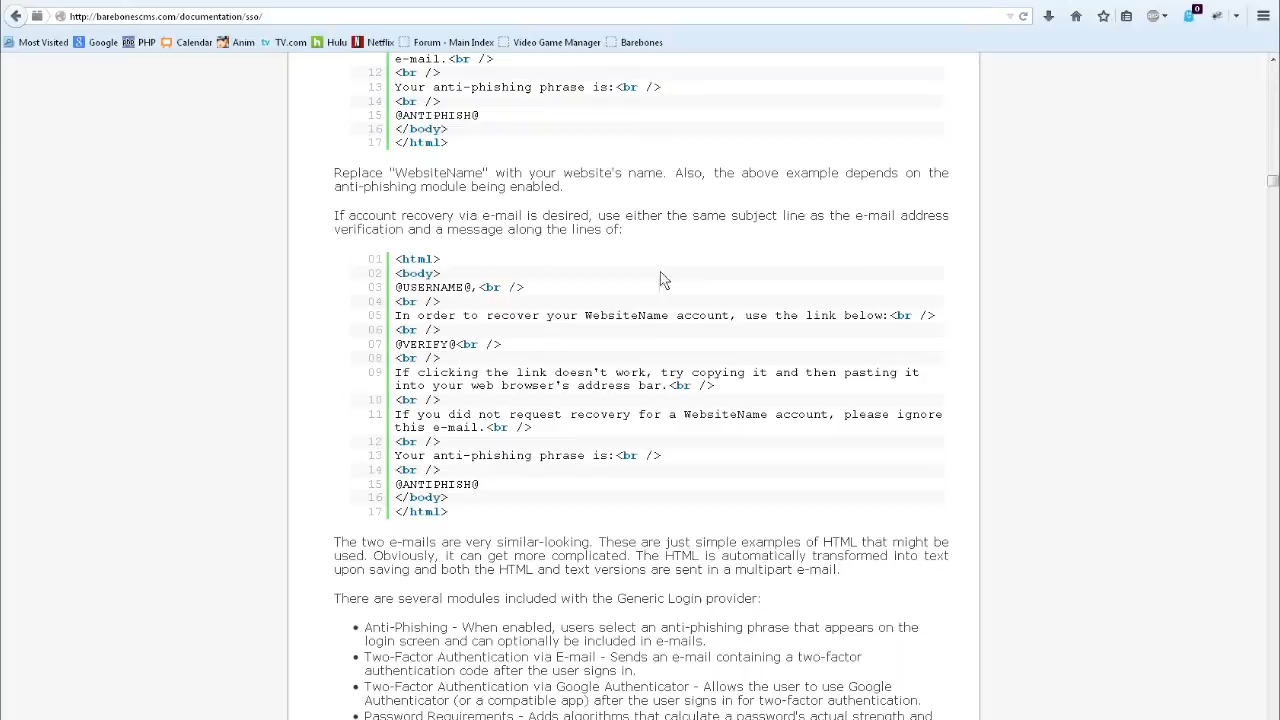 http://barebonescms.com/documentation/sso/
0
Most Visited Google PHP Calendar Anim TV.com Hulu Netflix Forum - Main Index Video Game Manager Barebones
e-mail.<br />
12 <br />
13 Your anti-phishing phrase is:<br />
14 <br />
15 @ANTIPHISH@
16 </body>
17 </html>
Replace "WebsiteName" with your website's name. Also, the above example depends on the
anti-phishing module being enabled.
If account recovery via e-mail is desired, use either the same subject line as the e-mail address
verification and a message along the lines of:
01 <html>
02 <body>
03 @USERNAME@,<br />
04 <br />
05 In order to recover your WebsiteName account, use the link below:<br />
06 <br />
07 @VERIFY@<br />
08 <br />
09 If clicking the link doesn't work, try copying it and then pasting it
into your web browser's address bar.<br />
10 <br />
11 If you did not request recovery for a WebsiteName account, please ignore
this e-mail.<br />
12 <br />
13 Your anti-phishing phrase is:<br />
14 <br />
15 @ANTIPHISH@
16 </body>
17 </html>
The two e-mails are very similar-looking. These are just simple examples of HTML that might be
used. Obviously, it can get more complicated. The HTML is automatically transformed into text
upon saving and both the HTML and text versions are sent in a multipart e-mail.
There are several modules included with the Generic Login provider:
• Anti-Phishing - When enabled, users select an anti-phishing phrase that appears on the
login screen and can optionally be included in e-mails.
• Two-Factor Authentication via E-mail - Sends an e-mail containing a two-factor
authentication code after the user signs in.
• Two-Factor Authentication via Google Authenticator - Allows the user to use Google
Authenticator (or a compatible app) after the user signs in for two-factor authentication.
• Password Requirements - Adds algorithms that calculate a password's actual strength and